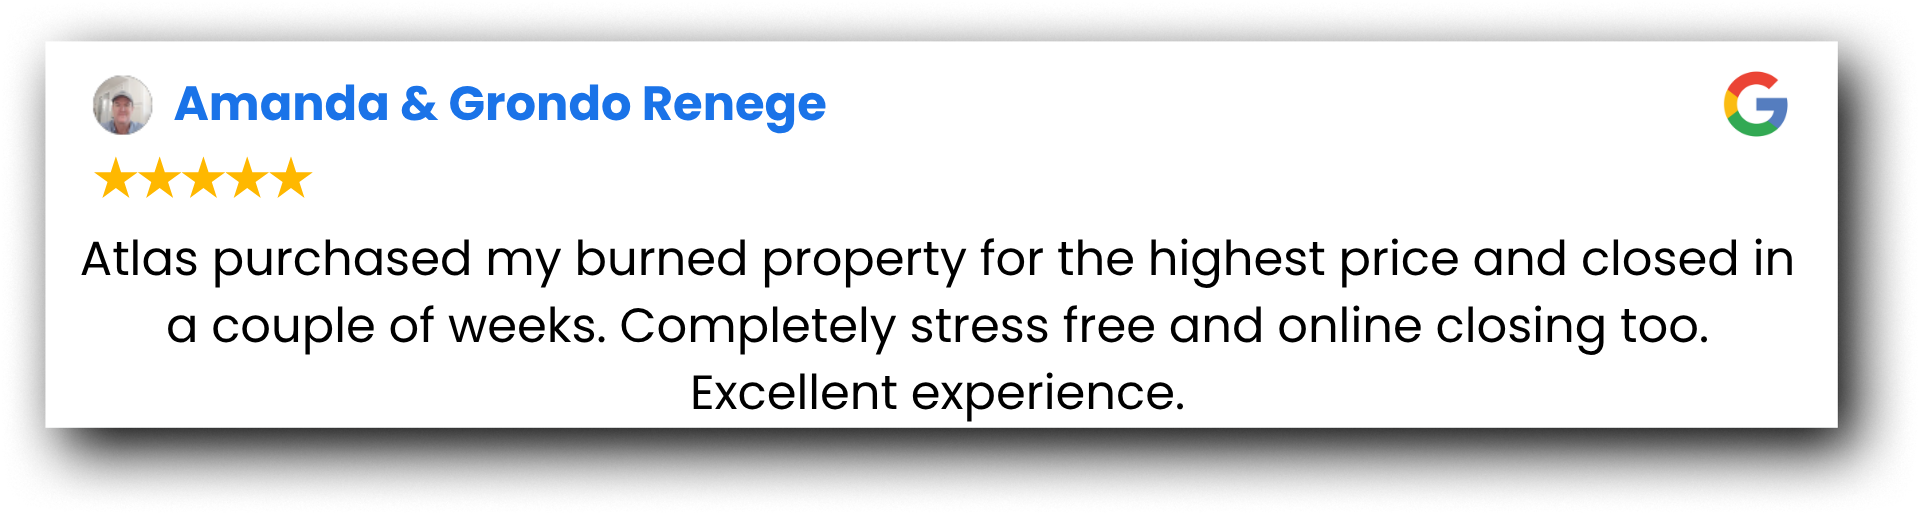 Amanda & Grondo Renege
Atlas purchased my burned property for the highest price and closed in
a couple of weeks. Completely stress free and online closing too.
Excellent experience.